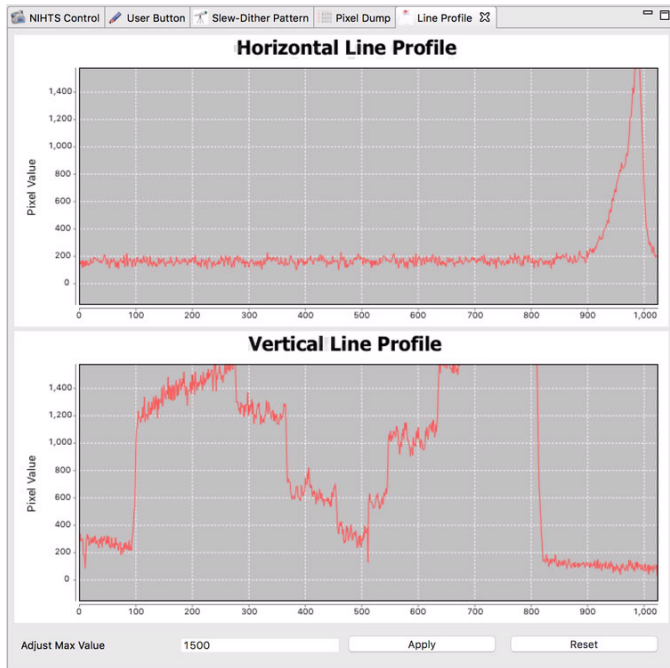 NIHTS Control User Button Slew-Dither Pattern Pixel Dump Line Profile
Horizontal Line Profile
1,400
1,200
1,000
800
600
400
200
0
Pixel Value
0 100 200 300 400 500 600 700 800 900 1,000
Vertical Line Profile
1,400
1,200
1,000
800
600
400
200
0
Pixel Value
0 100 200 300 400 500 600 700 800 900 1,000
Adjust Max Value 1500 Apply Reset